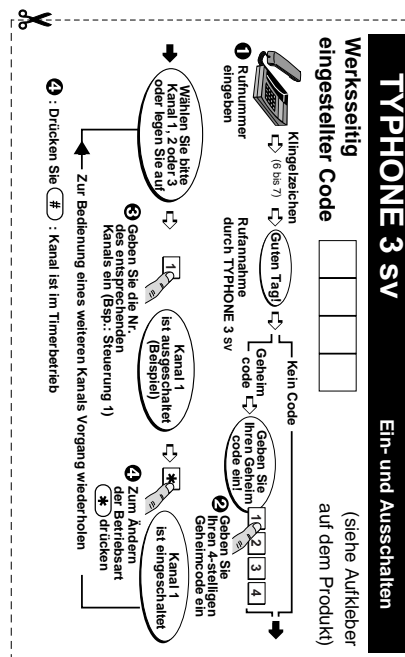 TYPHONE 3 SV
Ein- und Ausschalten
Werksseitig
eingestellter Code
(siehe Aufkleber
auf dem Produkt)
❶ Rufnummer
eingeben
Klingelzeichen
(6 bis 7)
Guten Tag!
Rufannahme
durch TYPHONE 3 SV
Kein Code
Geheim
code
Geben Sie
Ihren Geheim
code ein!
1 2 3 4
❷ Geben Sie
Ihren 4-stelligen
Geheimcode ein
Wählen Sie bitte
Kanal 1, 2 oder 3
oder legen Sie auf
1
❸ Geben Sie die Nr.
des entsprechenden
Kanals ein (Bsp.: Steuerung 1)
Kanal 1
ist ausgeschaltet
(Beispiel)
*
❹ Zum Ändern
der Betriebsart
* drücken
Kanal 1
ist eingeschaltet
Zur Bedienung eines weiteren Kanals Vorgang wiederholen
❹ : Drücken Sie # : Kanal ist im Timerbetrieb